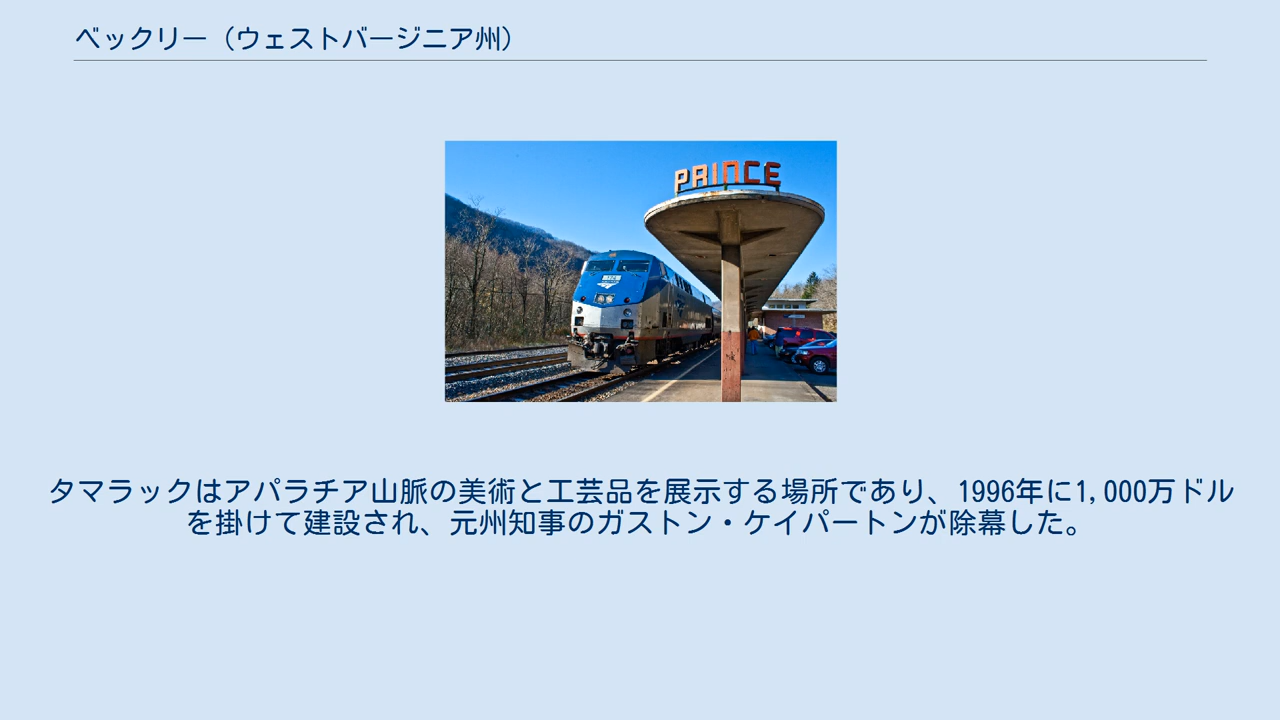 ベックリー（ウェストバージニア州）
PRINCE
タマラックはアパラチア山脈の美術と工芸品を展示する場所であり、1996年に1,000万ドル
を掛けて建設され、元州知事のガストン・ケイパートンが除幕した。